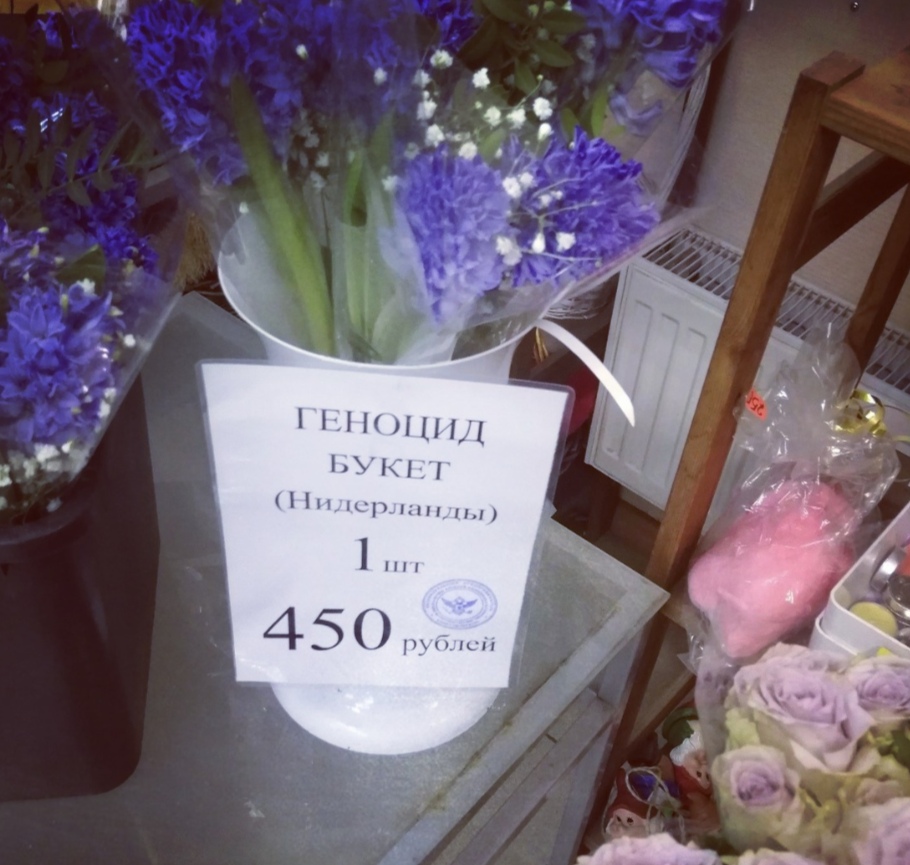 ГЕНОЦИД
БУКЕТ
(Нидерланды)
1 шт
450 рублей